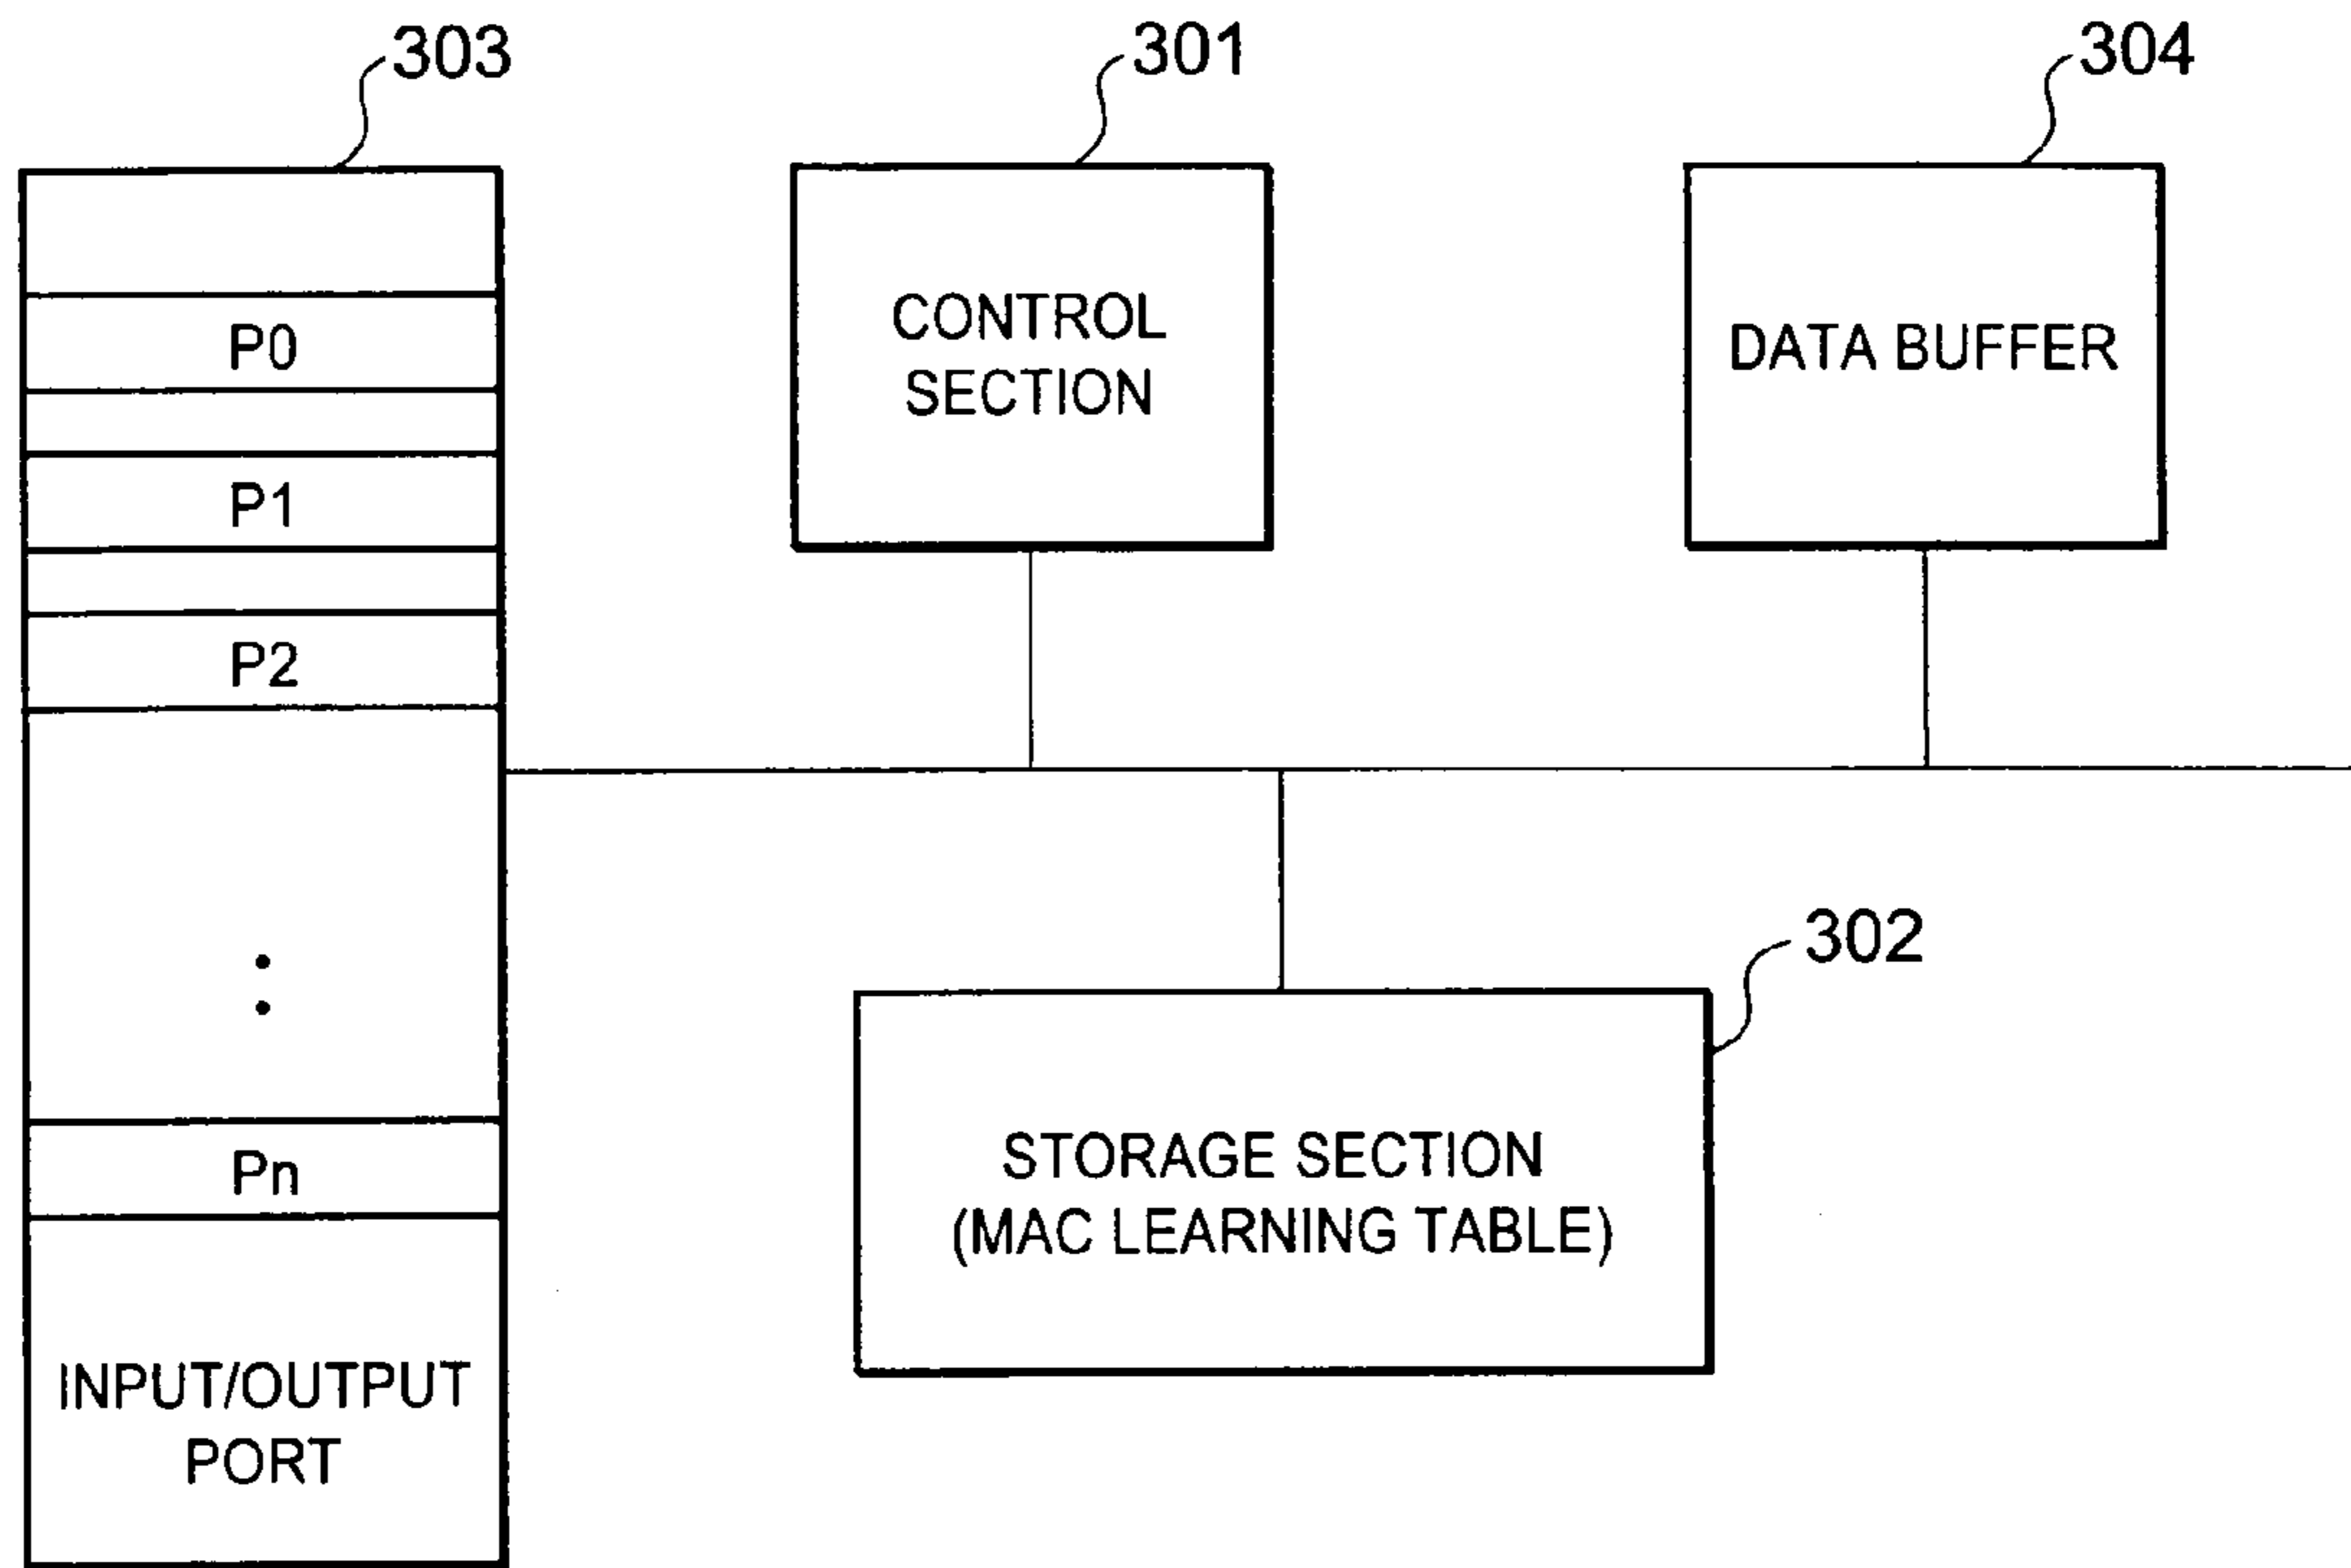 303
301
304
P0
P1
P2
Pn
INPUT/OUTPUT
PORT
CONTROL
SECTION
DATA BUFFER
302
STORAGE SECTION
(MAC LEARNING TABLE)